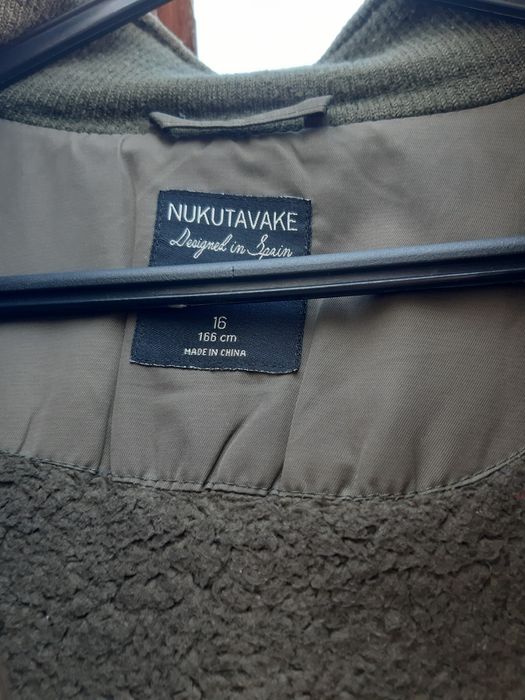 NUKUTAVAKE
Designed in Spain
16
166 cm
MADE IN CHINA